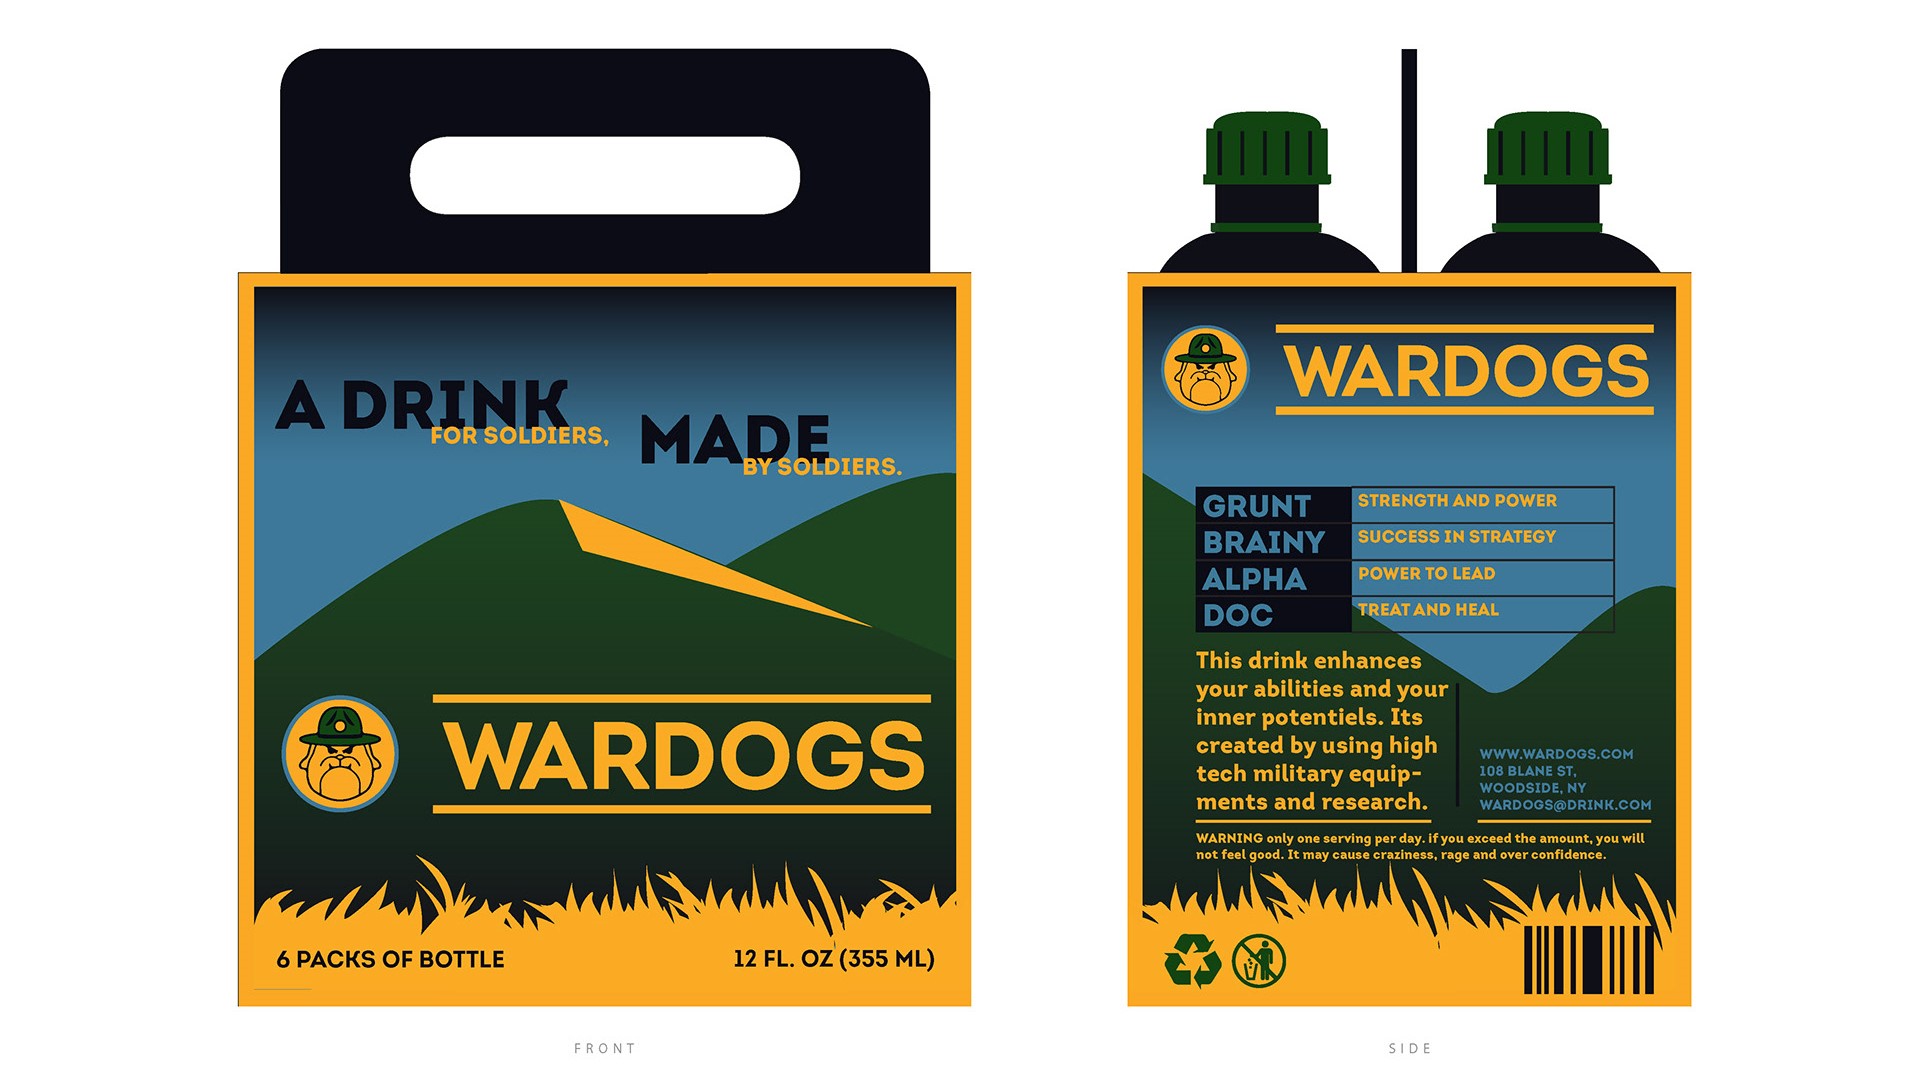 A DRINK
FOR SOLDIERS,
MADE
BY SOLDIERS.
WARDOGS
6 PACKS OF BOTTLE
12 FL. OZ (355 ML)
FRONT
WARDOGS
GRUNT STRENGTH AND POWER
BRAINY SUCCESS IN STRATEGY
ALPHA POWER TO LEAD
DOC TREAT AND HEAL
This drink enhances
your abilities and your
inner potentiels. Its
created by using high
tech military equip-
ments and research.
WWW.WARDOGS.COM
108 BLANE ST,
WOODSIDE, NY
WARDOGS@DRINK.COM
WARNING only one serving per day. if you exceed the amount, you will
not feel good. It may cause craziness, rage and over confidence.
SIDE